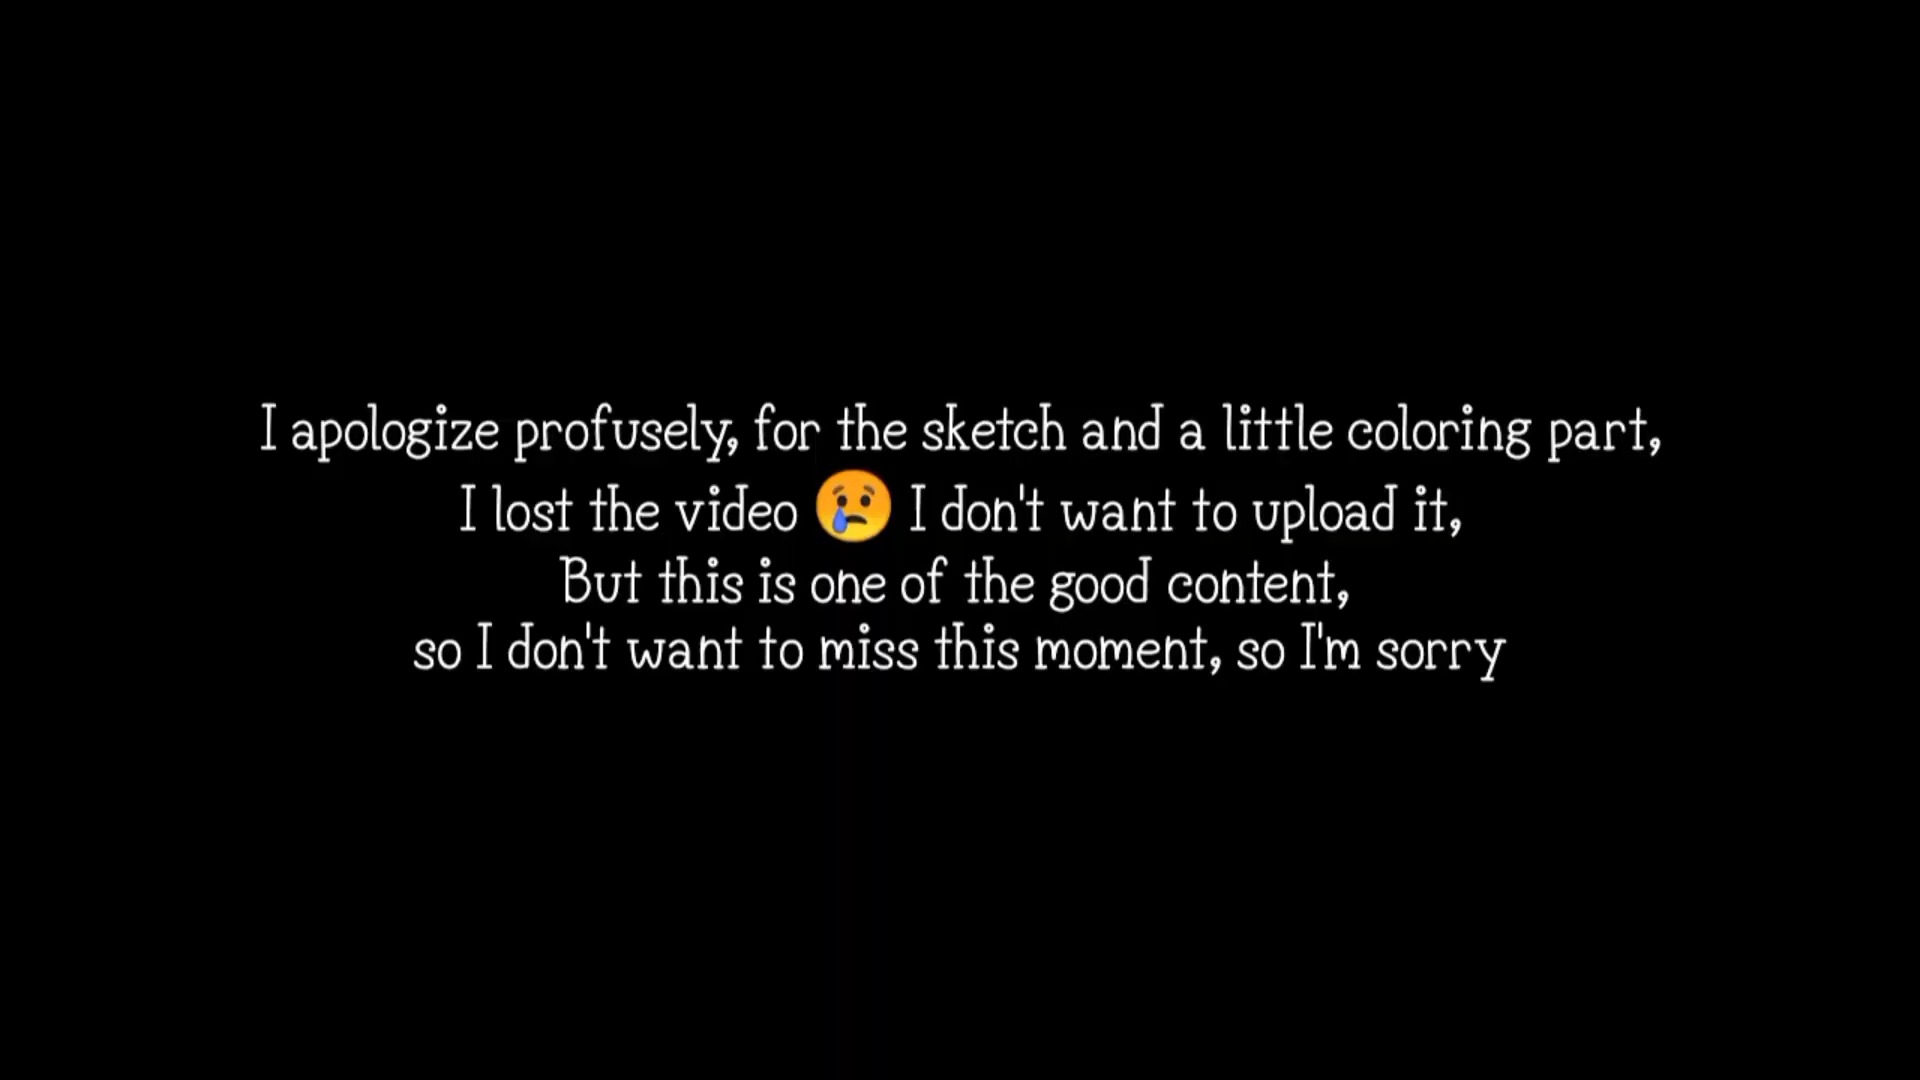 I apologize profusely, for the sketch and a little coloring part,
I lost the video 😢 I don't want to upload it,
But this is one of the good content,
so I don't want to miss this moment, so I'm sorry